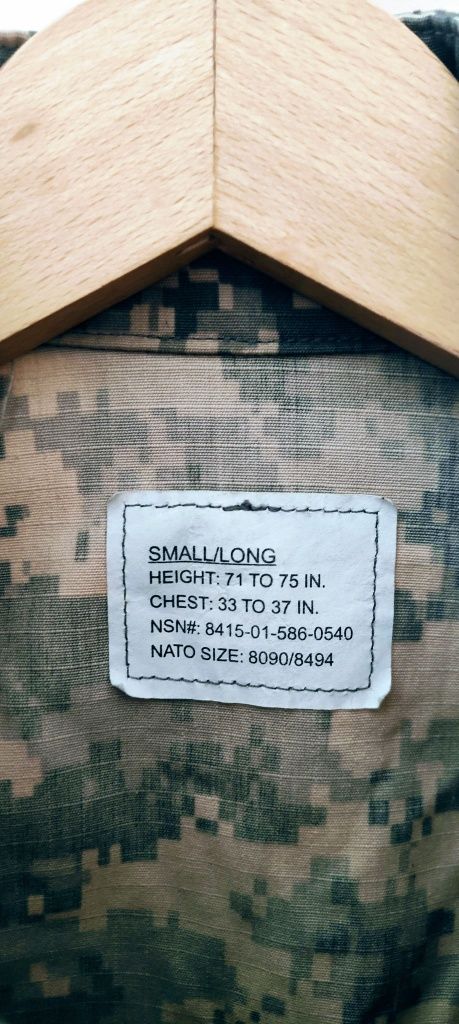 SMALL/LONG
HEIGHT: 71 TO 75 IN.
CHEST: 33 TO 37 IN.
NSN#: 8415-01-586-0540
NATO SIZE: 8090/8494